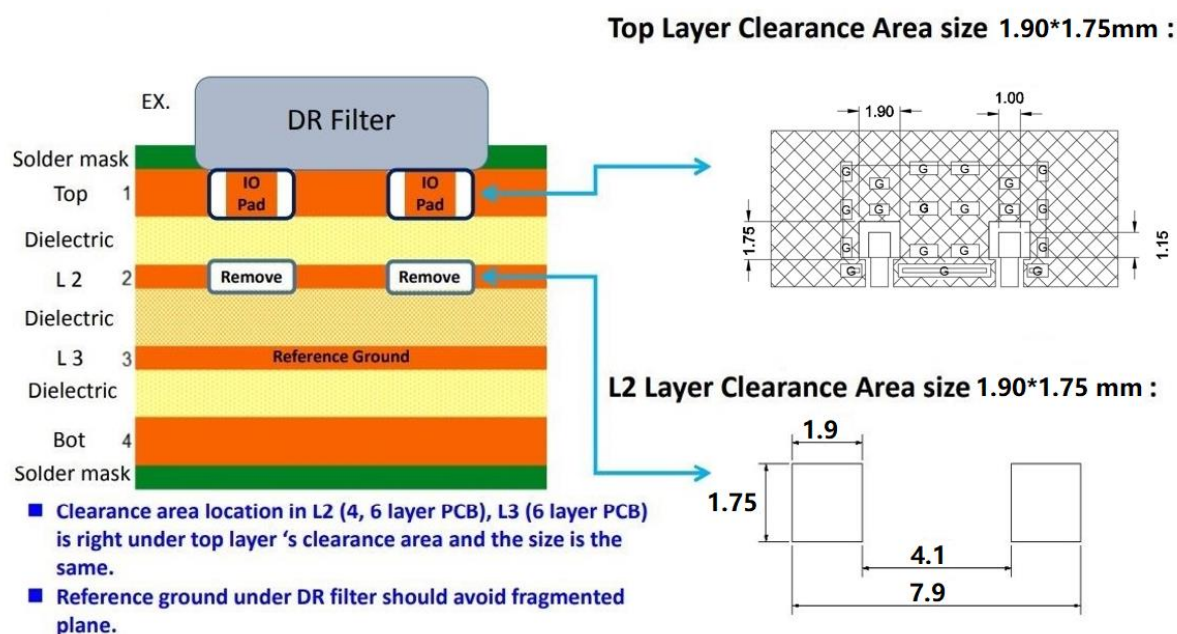 Top Layer Clearance Area size 1.90*1.75mm :
EX.
DR Filter
Solder mask
Top 1
IO
Pad
IO
Pad
Dielectric
L 2 2
Remove
Remove
Dielectric
L 3 3
Reference Ground
Dielectric
Bot 4
Solder mask
1.90
1.00
1.75
1.15
G G G G
G G
G G G G
G G G G
G G G
L2 Layer Clearance Area size 1.90*1.75 mm :
1.9
1.75
4.1
7.9
Clearance area location in L2 (4, 6 layer PCB), L3 (6 layer PCB)
is right under top layer ‘s clearance area and the size is the
same.
Reference ground under DR filter should avoid fragmented
plane.